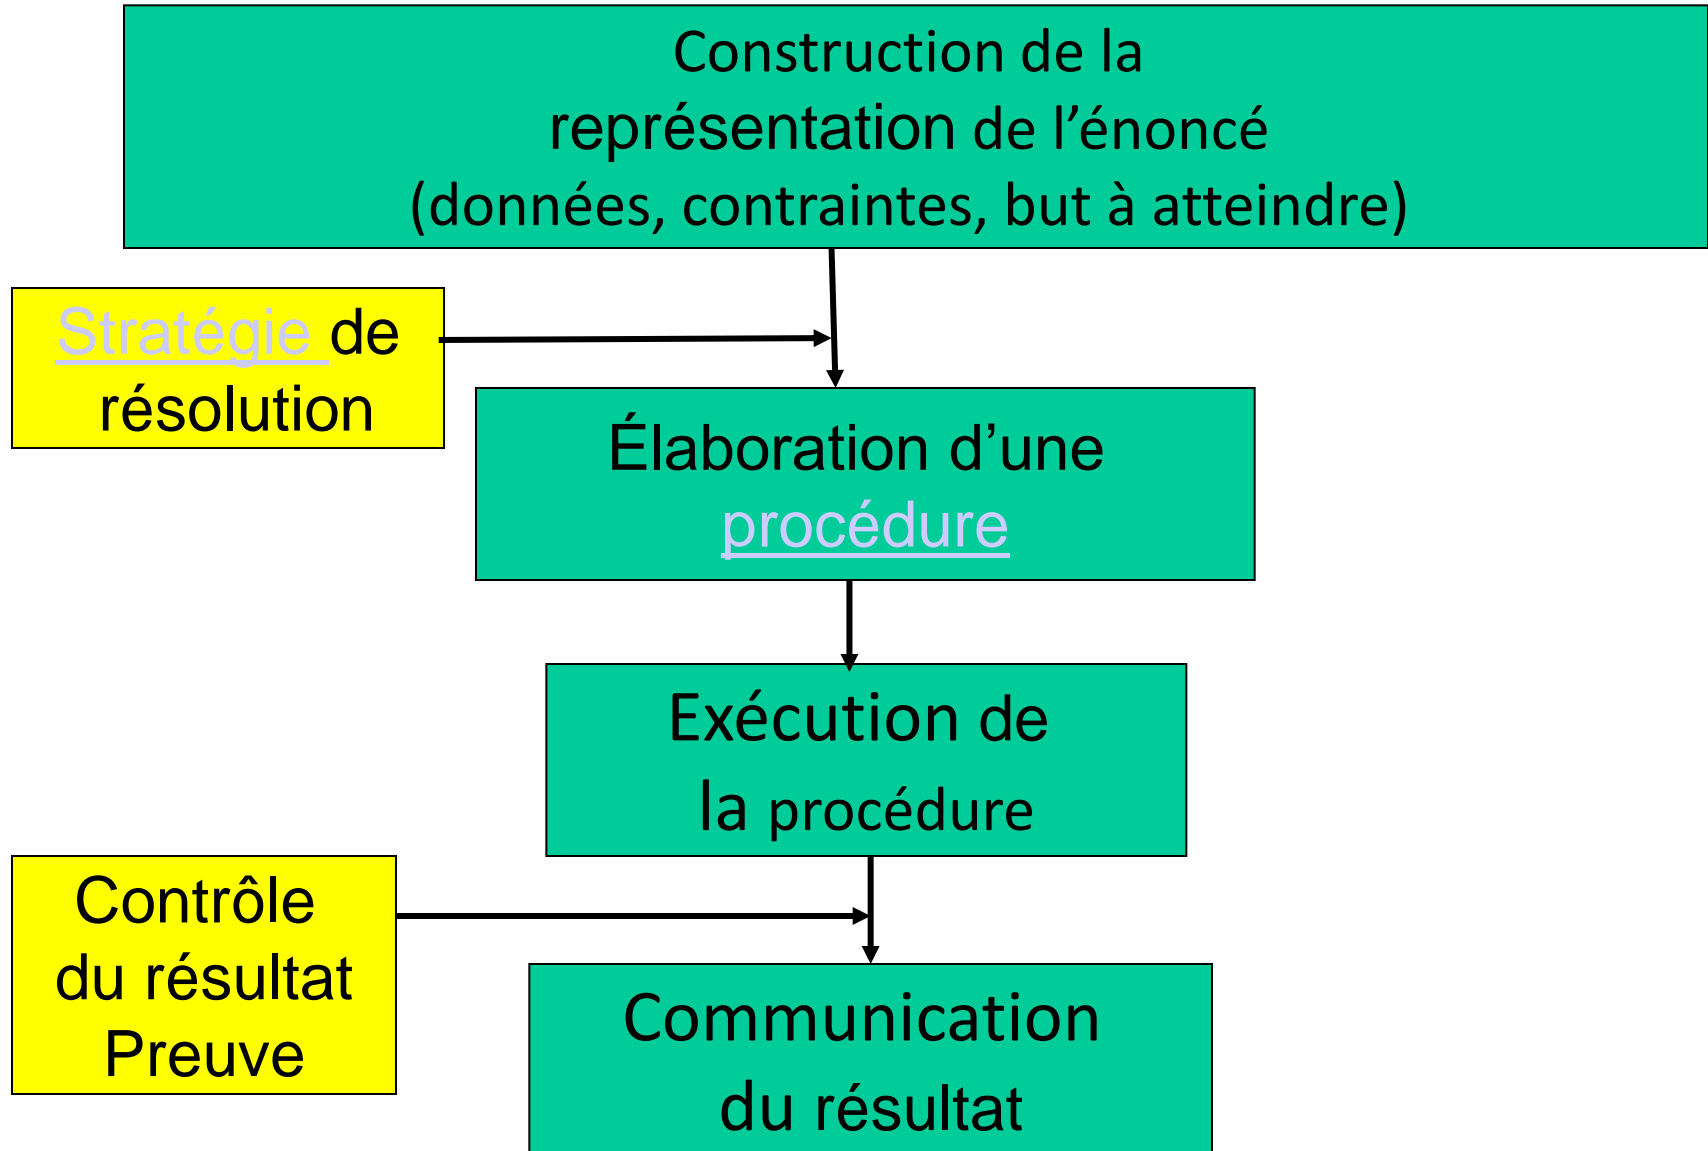 Construction de la
représentation de l’énoncé
(données, contraintes, but à atteindre)
Stratégie de
résolution
Élaboration d’une
procédure
Exécution de
la procédure
Contrôle
du résultat
Preuve
Communication
du résultat